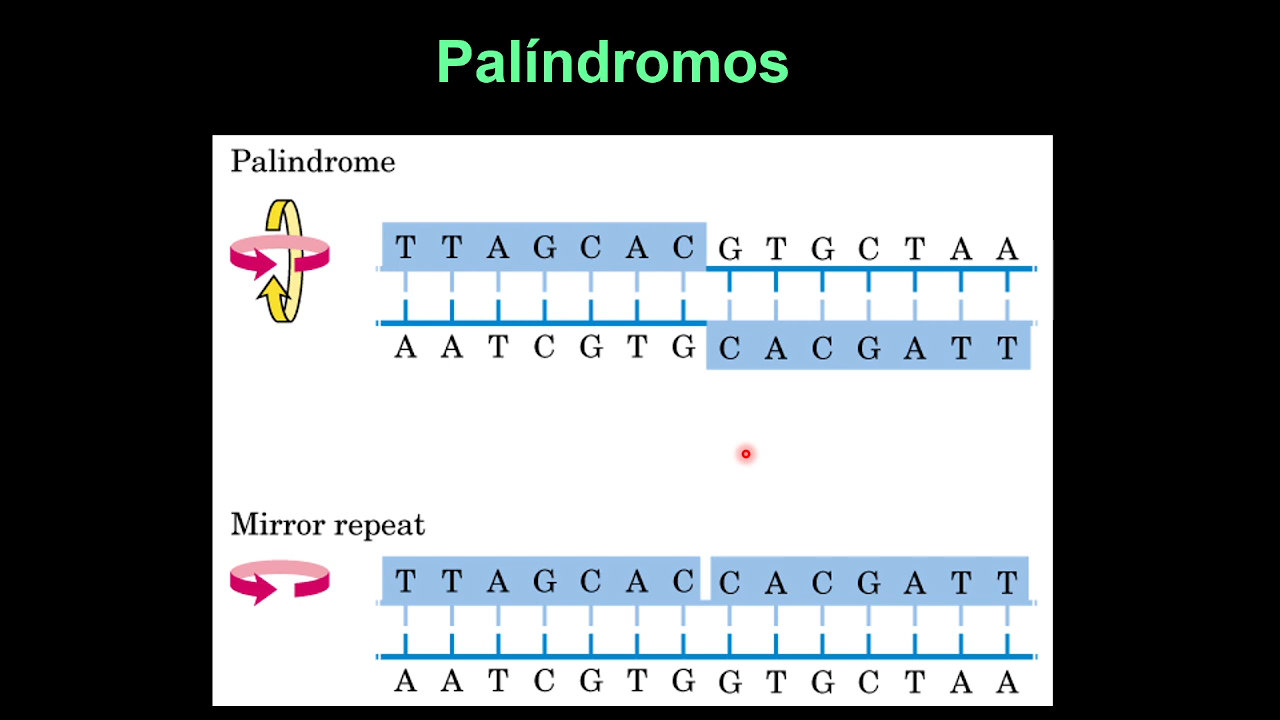 Palíndromos
Palindrome
T T A G C A C G T G C T A A
A A T C G T G C A C G A T T
Mirror repeat
T T A G C A C C A C G A T T
A A T C G T G G T G C T A A